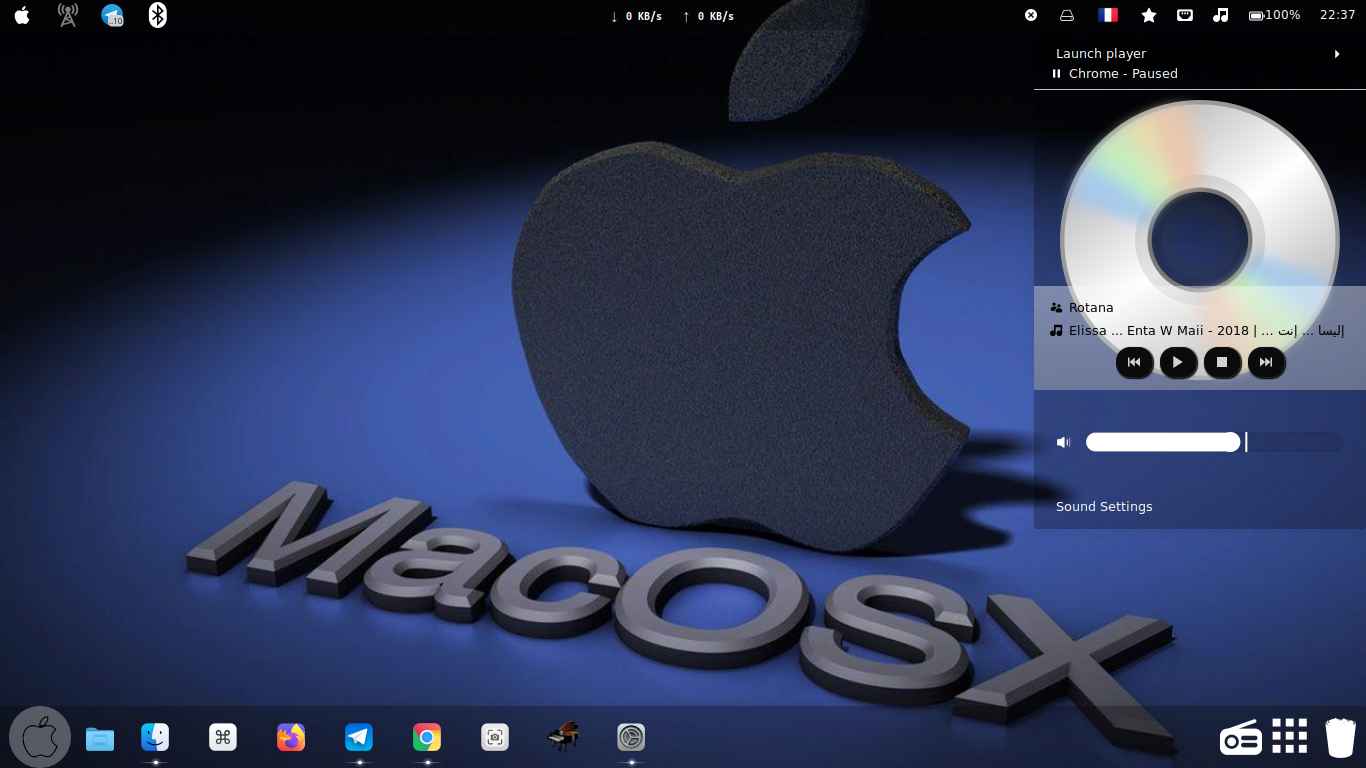 ..10
↓ 0 KB/s ↑ 0 KB/s
100%
22:37
Launch player
Chrome - Paused
Rotana
Elissa ... Enta W Maii - 2018 | إليسا ... إنت ...
Sound Settings
MacOSX